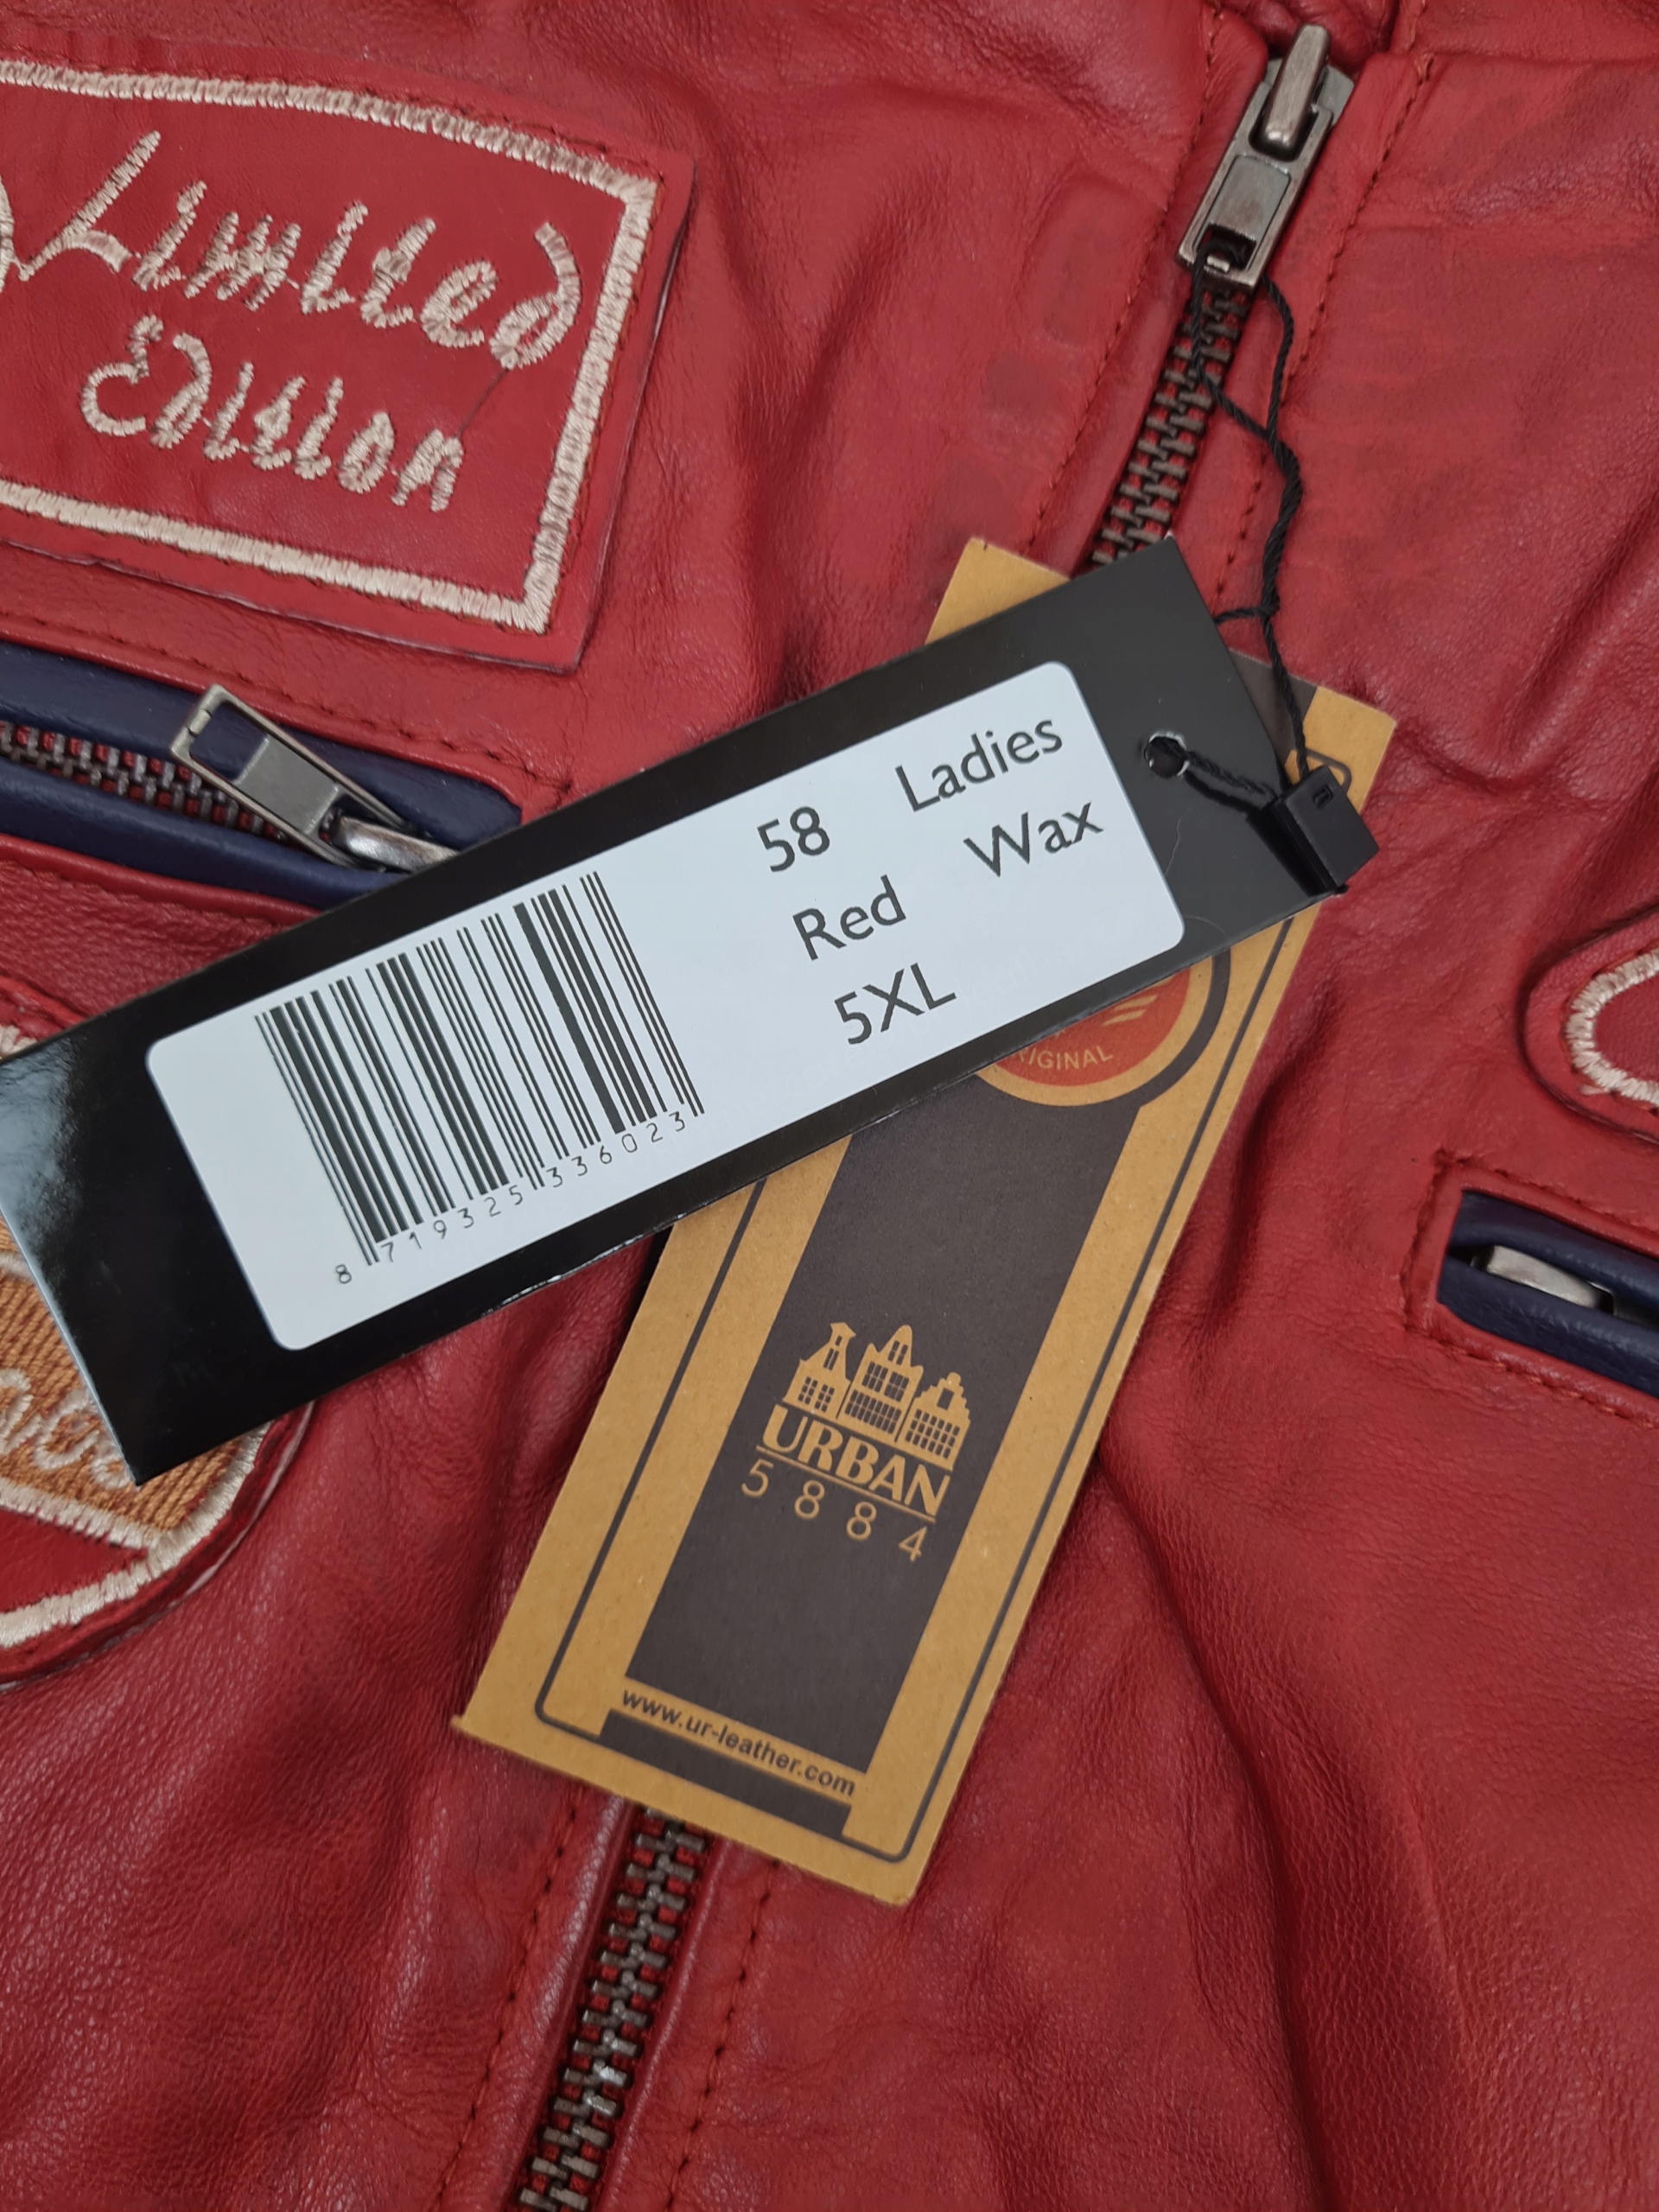 Limited
Edition
58 Ladies
Red Wax
5XL
8 719325 336023
URBAN
5884
www.ur-leather.com